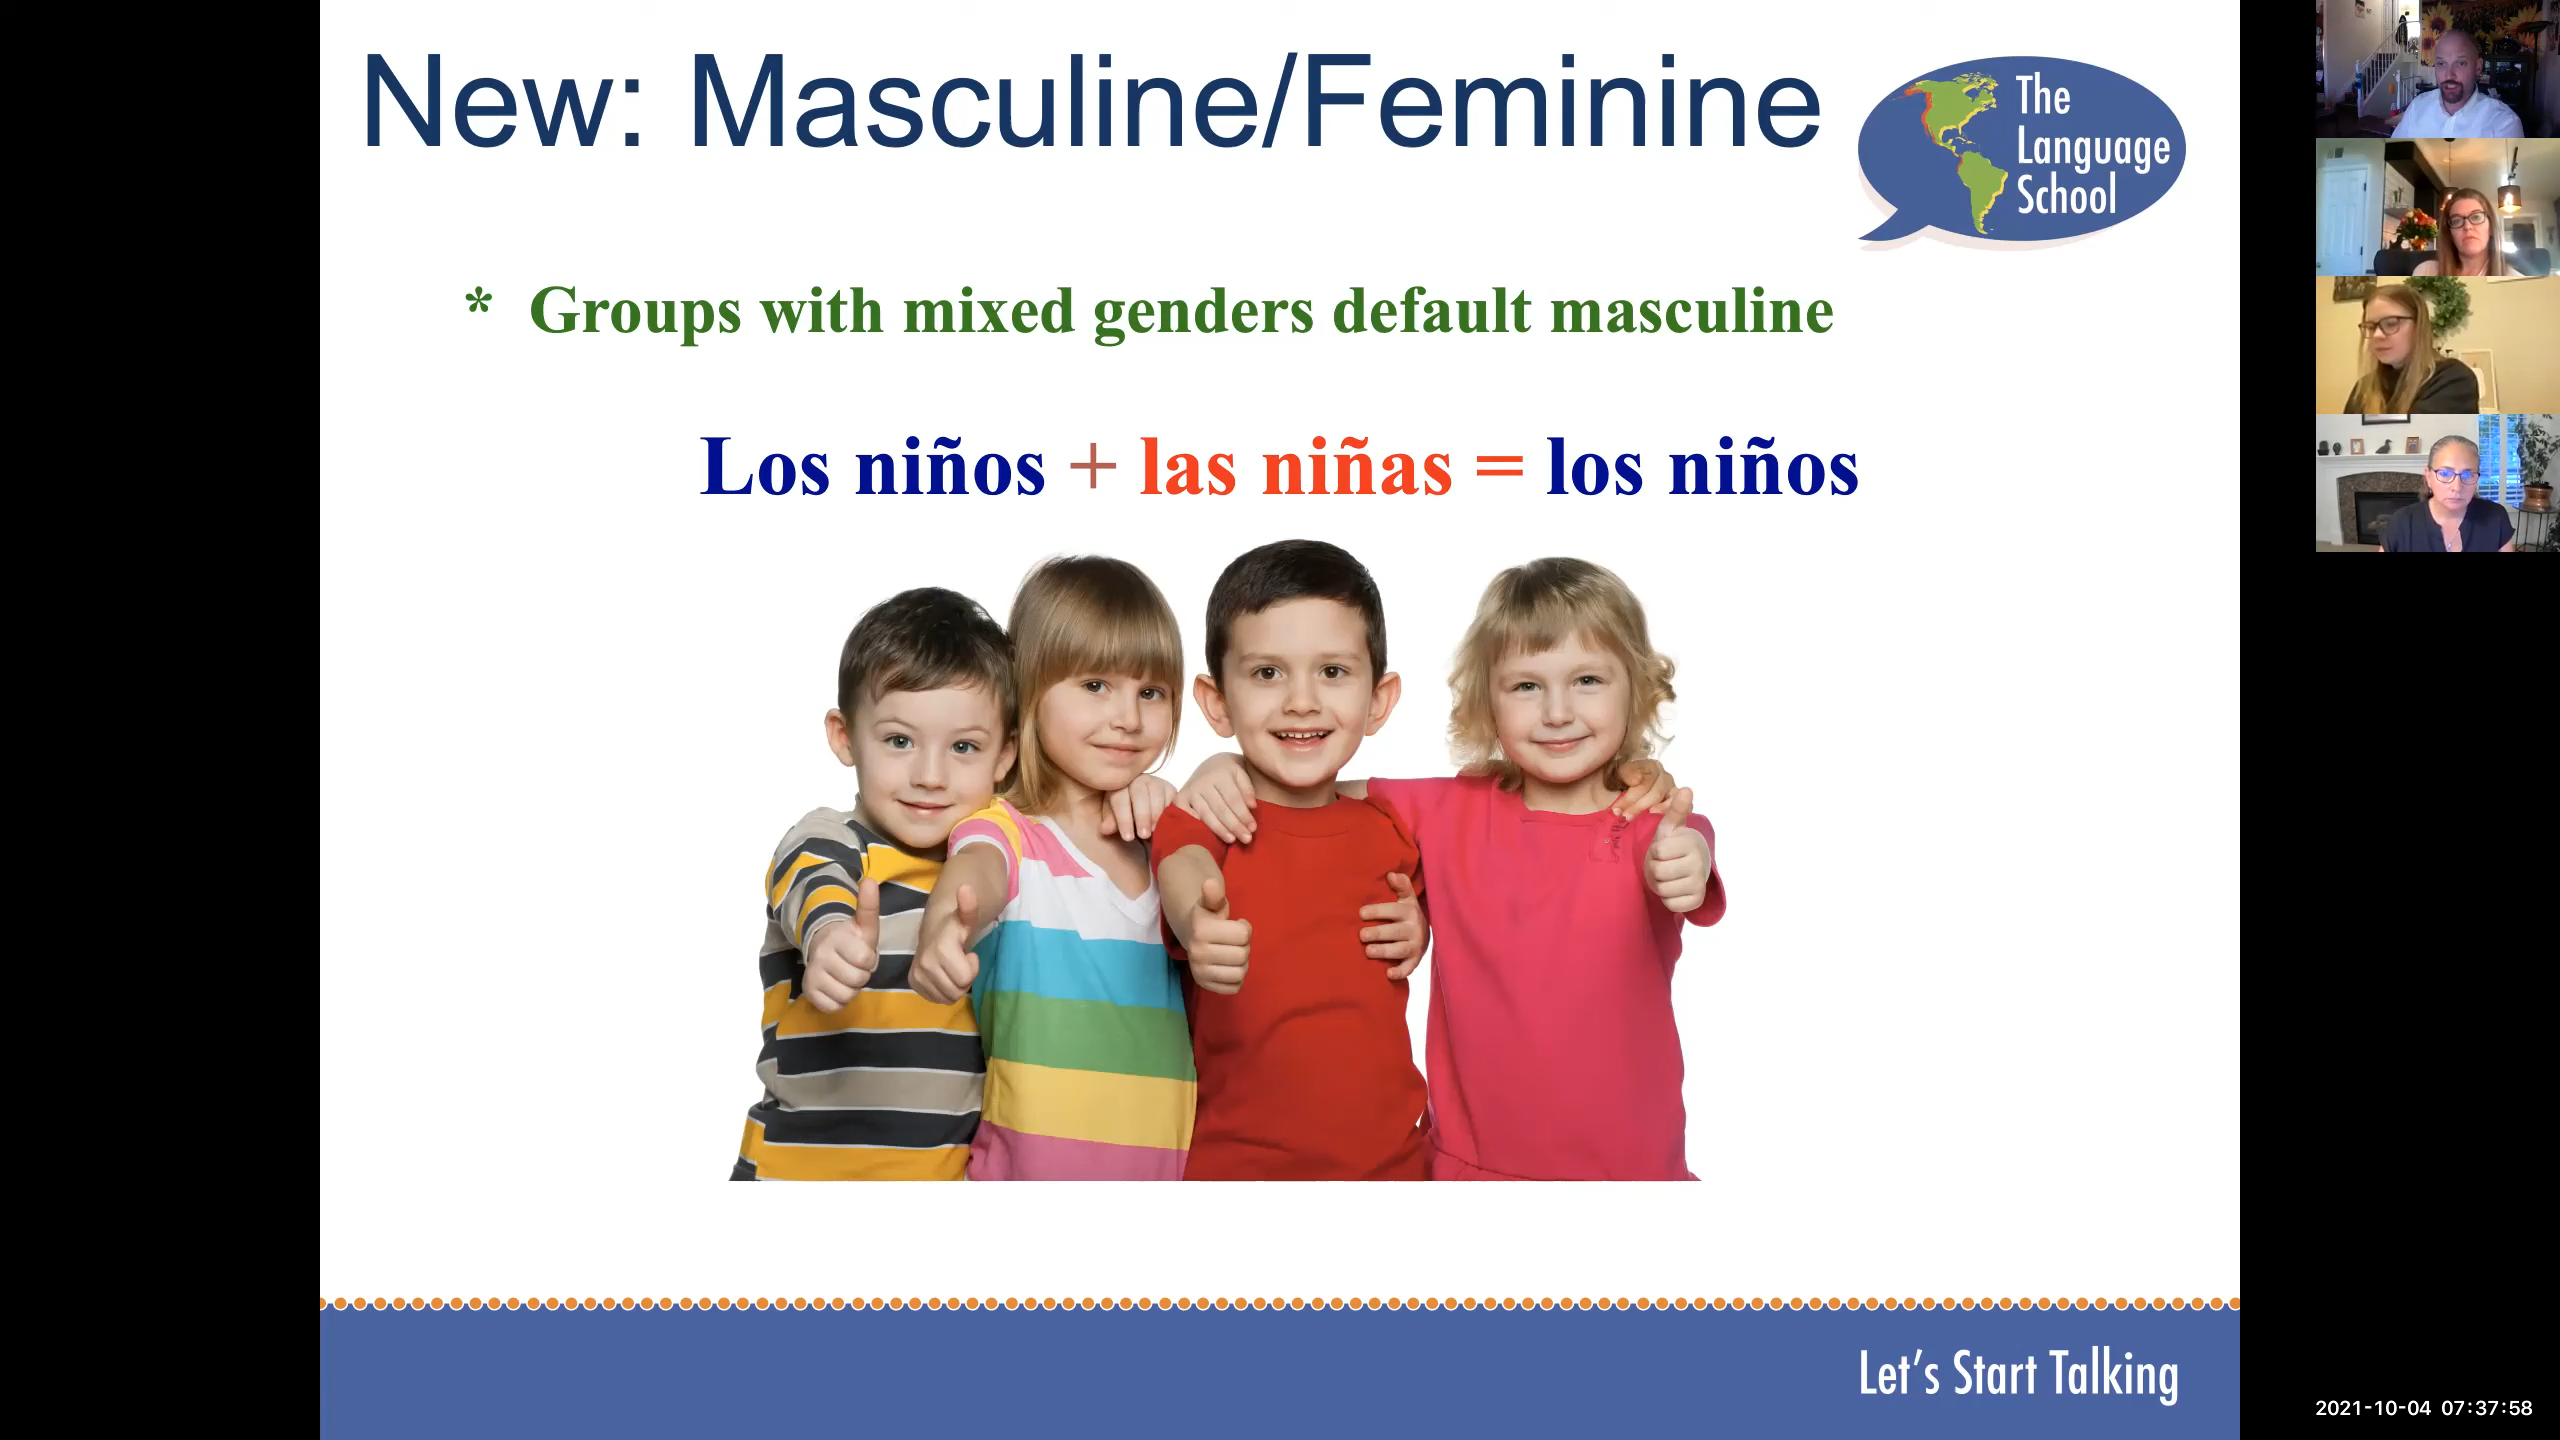 New: Masculine/Feminine
The
Language
School
* Groups with mixed genders default masculine
Los niños + las niñas = los niños
Let's Start Talking
2021-10-04 07:37:58